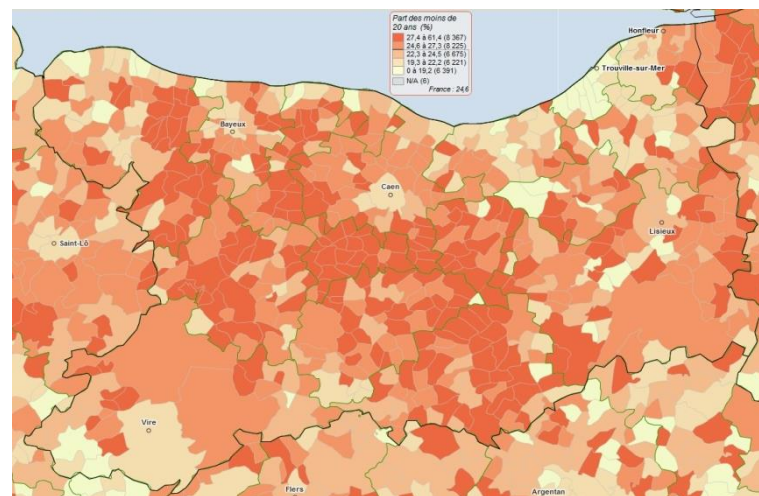 Part des moins de
20 ans (%)
27,4 à 61,4 (8 367)
24,6 à 27,3 (8 225)
22,3 à 24,5 (6 675)
19,3 à 22,2 (6 221)
0 à 19,2 (6 391)
N/A (6)
France : 24,6
Honfleur
Trouville-sur-Mer
Bayeux
Caen
Saint-Lô
Lisieux
Vire
Flers
Argentan